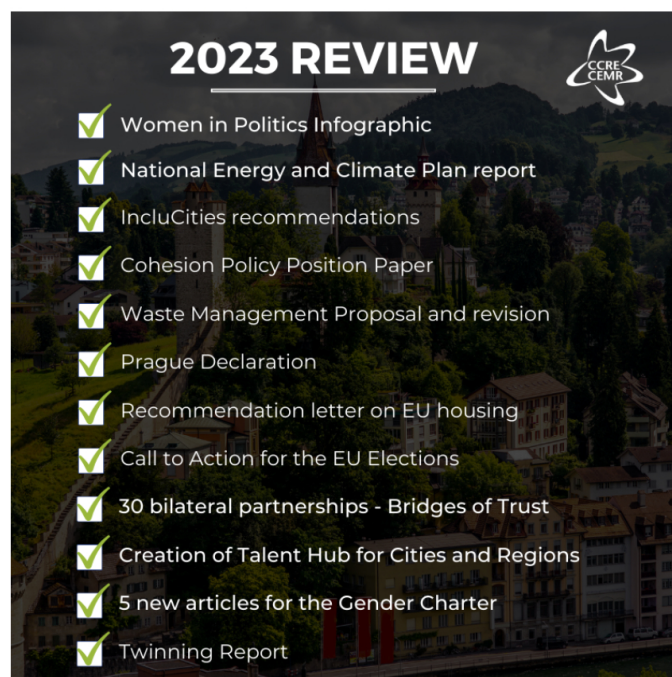 2023 REVIEW
CCRE
CEMR
Women in Politics Infographic
National Energy and Climate Plan report
IncluCities recommendations
Cohesion Policy Position Paper
Waste Management Proposal and revision
Prague Declaration
Recommendation letter on EU housing
Call to Action for the EU Elections
30 bilateral partnerships - Bridges of Trust
Creation of Talent Hub for Cities and Regions
5 new articles for the Gender Charter
Twinning Report